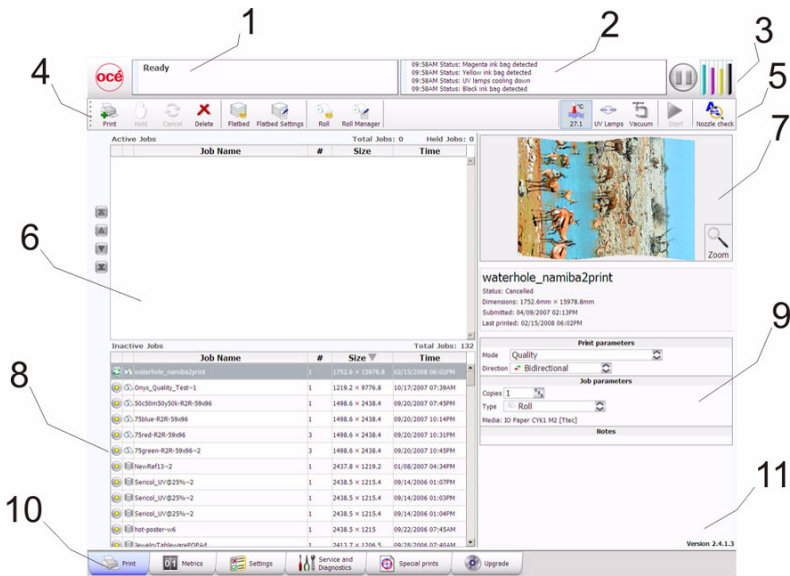 1
2
3
4
5
6
7
8
9
10
11
océ
Ready
09:58AM Status: Magenta ink bag detected
09:58AM Status: Yellow ink bag detected
09:58AM Status: UV lamps cooling down
09:58AM Status: Black ink bag detected
Print Hold Cancel Delete Flatbed Flatbed Settings Roll Roll Manager
°C 27.1 UV Lamps Vacuum Start Nozzle check
Active Jobs Total Jobs: 0 Held Jobs: 0
Job Name # Size Time
Zoom
waterhole_namiba2print
Status: Cancelled
Dimensions: 1752.6mm × 15978.8mm
Submitted: 04/09/2007 02:13PM
Last printed: 02/15/2008 06:02PM
Print parameters
Mode Quality
Direction Bidirectional
Job parameters
Copies 1
Type Roll
Media: IO Paper CYK1 M2 [Ttec]
Notes
Version 2.4.1.3
Inactive Jobs Total Jobs: 132
Job Name # Size Time
waterhole_namiba2print 1 1752.6 × 15978.8 02/15/2008 06:02PM
Onyx_Quality_Test~1 1 1219.2 × 9776.8 10/17/2007 07:39AM
50c50m50y50k-R2R-59x96 1 1498.6 × 2438.4 09/20/2007 07:45PM
75blue-R2R-59x96 1 1498.6 × 2438.4 09/20/2007 10:14PM
75red-R2R-59x96 3 1498.6 × 2438.4 09/20/2007 10:31PM
75green-R2R-59x96~2 3 1498.6 × 2438.4 09/20/2007 10:45PM
NewRef13~2 1 2437.8 × 1219.2 01/08/2007 04:34PM
Sericol_UV@25%~2 1 2438.5 × 1215.4 09/14/2006 01:07PM
Sericol_UV@25%~2 1 2438.5 × 1215.4 09/14/2006 01:03PM
Sericol_UV@25%~2 1 2438.5 × 1215.4 09/14/2006 01:04PM
hot-poster-w6 1 2438.5 × 1215 09/22/2006 07:45AM
JewelryTablewarePOPAd 1 2413.7 × 1206.5 09/28/2006 07:40AM
Print Metrics Settings Service and Diagnostics Special prints Upgrade